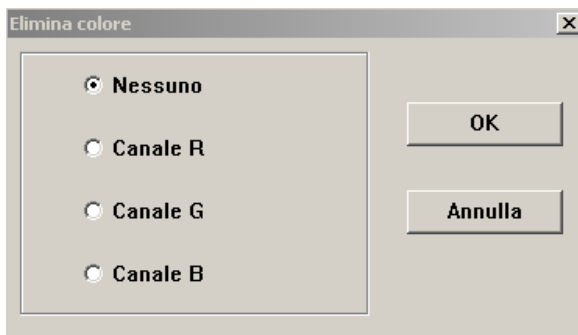 Elimina colore
Nessuno
Canale R
Canale G
Canale B
OK
Annulla